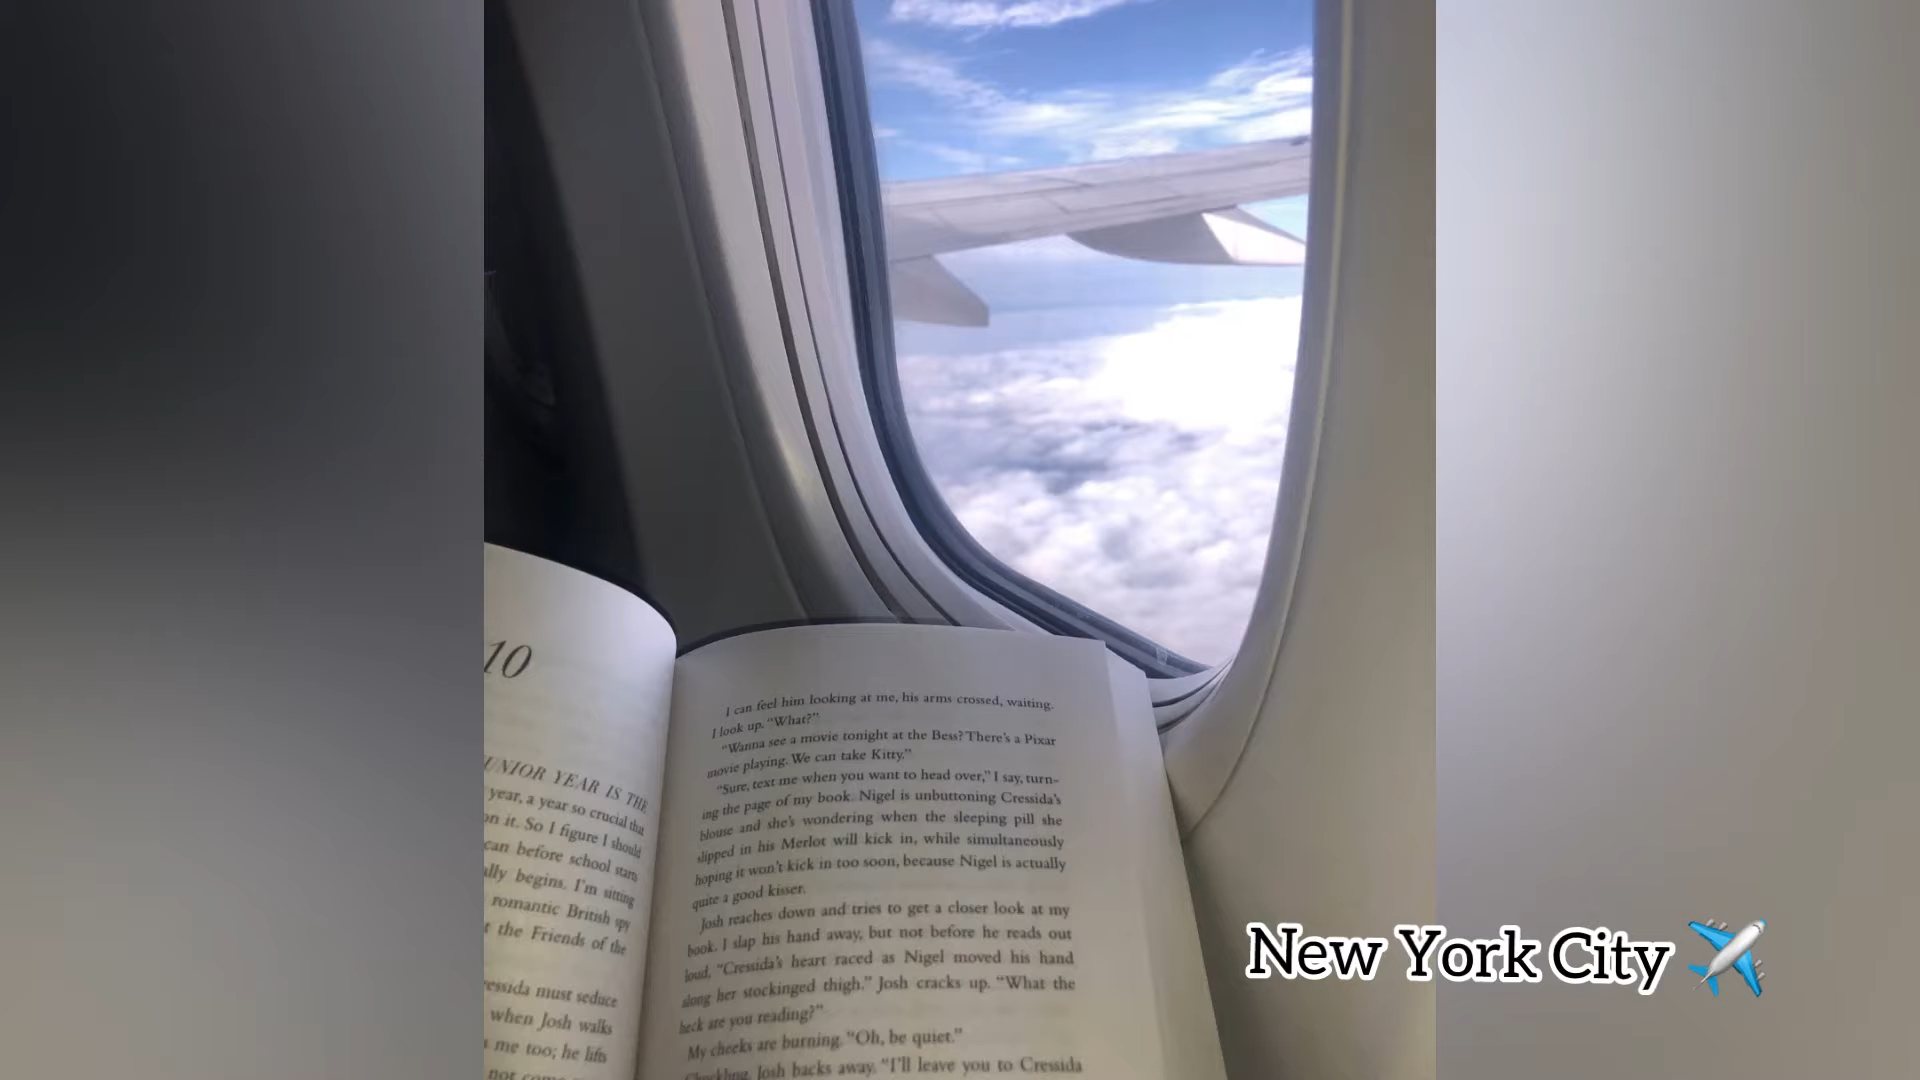 10
UNIOR YEAR IS THE
year, a year so crucial that
on it. So I figure I should
can before school starts
ally begins. I'm sitting
romantic British spy
t the Friends of the
ressida must seduce
when Josh walks
me too; he lifts
not
I can feel him looking at me, his arms crossed, waiting.
I look up. “What?”
“Wanna see a movie tonight at the Bess? There's a Pixar
movie playing. We can take Kitty.”
“Sure, text me when you want to head over,” I say, turn-
ing the page of my book. Nigel is unbuttoning Cressida's
blouse and she's wondering when the sleeping pill she
slipped in his Merlot will kick in, while simultaneously
hoping it won't kick in too soon, because Nigel is actually
quite a good kisser.
Josh reaches down and tries to get a closer look at my
book. I slap his hand away, but not before he reads out
loud, “Cressida's heart raced as Nigel moved his hand
along her stockinged thigh.” Josh cracks up. “What the
heck are you reading?”
My cheeks are burning. “Oh, be quiet.”
Chuckling, Josh backs away. “I'll leave you to Cressida
New York City